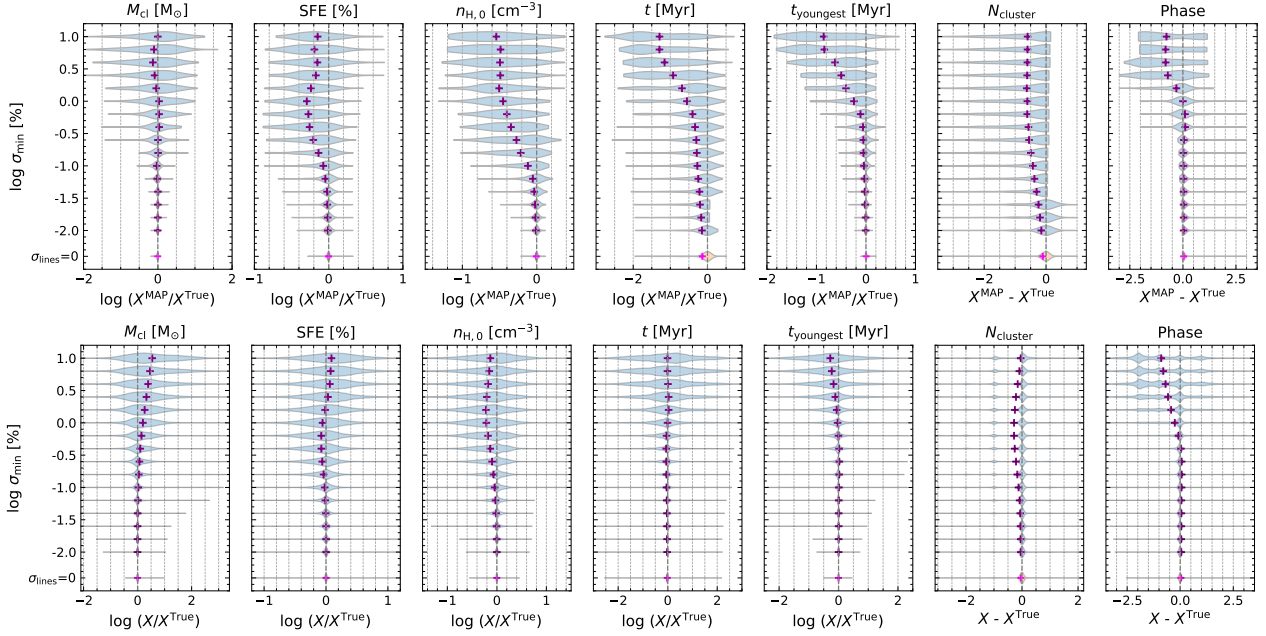 M_cl [M_⊙] SFE [%] n_H,0 [cm⁻³] t [Myr] t_youngest [Myr] N_cluster Phase
log σ_min [%]
1.0
0.5
0.0
-0.5
-1.0
-1.5
-2.0
σ_lines=0
−2 0 2 −1 0 1 −1 0 −2 0 −1 0 −2 0 −2.5 0.0 2.5
log (X^MAP/X^True) log (X^MAP/X^True) log (X^MAP/X^True) log (X^MAP/X^True) log (X^MAP/X^True) X^MAP - X^True X^MAP - X^True
M_cl [M_⊙] SFE [%] n_H,0 [cm⁻³] t [Myr] t_youngest [Myr] N_cluster Phase
log σ_min [%]
1.0
0.5
0.0
-0.5
-1.0
-1.5
-2.0
σ_lines=0
−2 0 2 −1 0 1 −1 0 1 −2 0 2 −2 0 2 −2 0 2 −2.5 0.0 2.5
log (X/X^True) log (X/X^True) log (X/X^True) log (X/X^True) log (X/X^True) X - X^True X - X^True